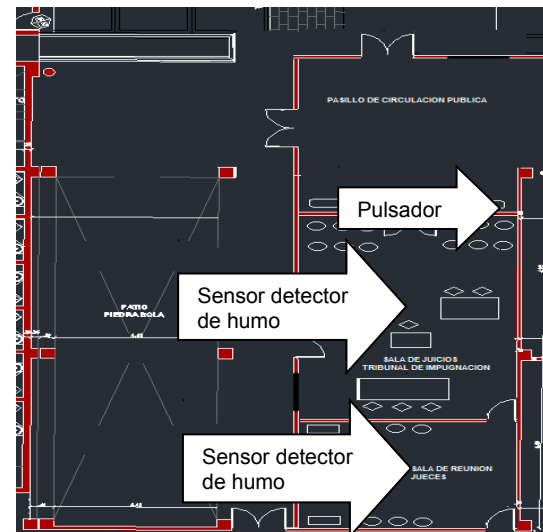 PASILLO DE CIRCULACION PUBLICA
Pulsador
Sensor detector
de humo
PATIO
PIEDRA BOLA
SALA DE JUICIOS
TRIBUNAL DE IMPUGNACION
Sensor detector
de humo
SALA DE REUNION
JUECES